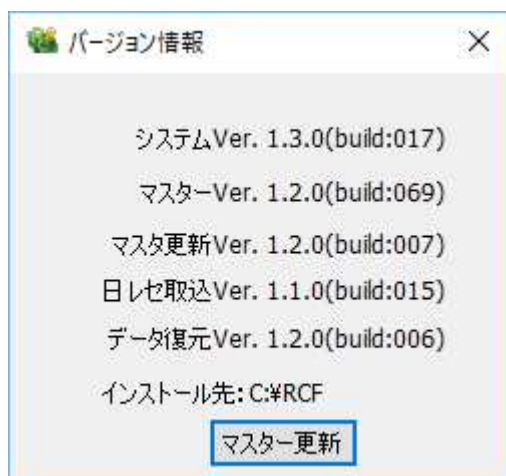 バージョン情報
システムVer. 1.3.0(build:017)
マスターVer. 1.2.0(build:069)
マスタ更新Ver. 1.2.0(build:007)
日レセ取込Ver. 1.1.0(build:015)
データ復元Ver. 1.2.0(build:006)
インストール先: C:¥RCF
マスター更新